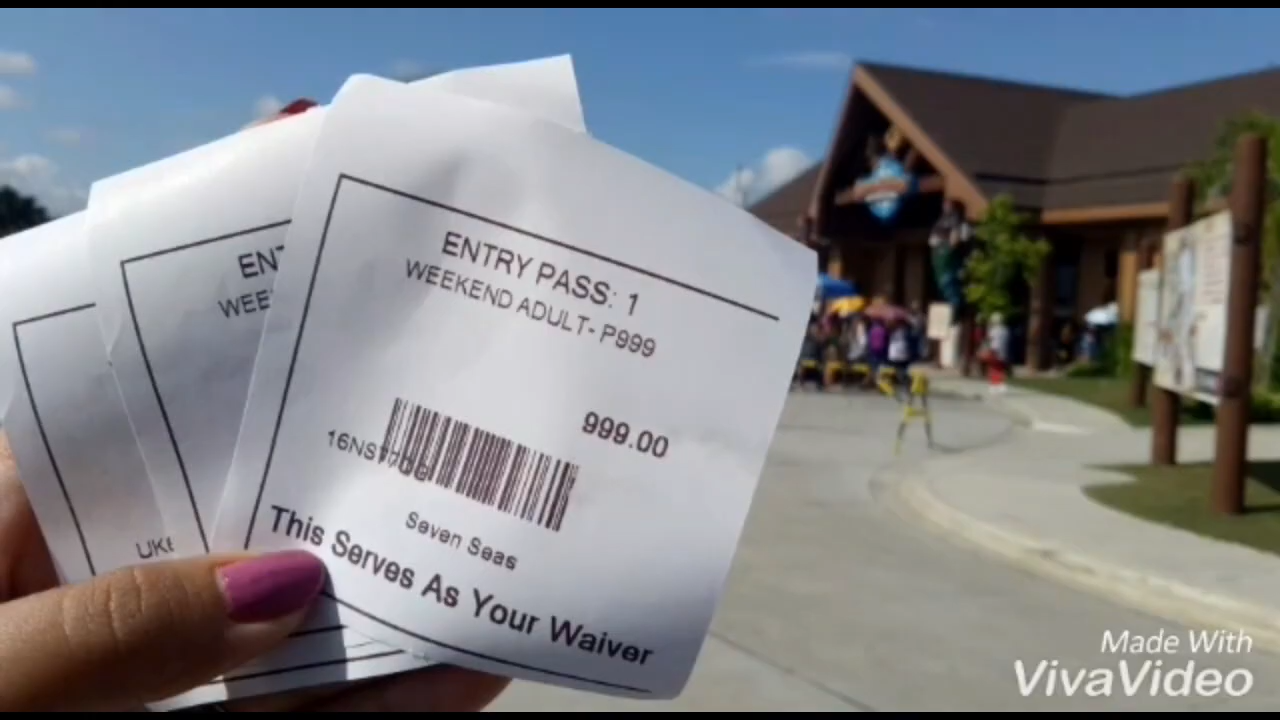 ENTRY PASS: 1
WEEKEND ADULT- P999
999.00
Seven Seas
This Serves As Your Waiver
Made With
VivaVideo